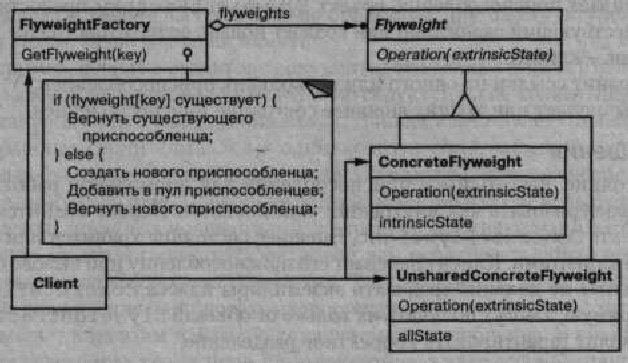 flyweights
FlyweightFactory
GetFlyweight(key)
Flyweight
Operation(extrinsicState)
if (flyweight[key] существует) {
Вернуть существующего
приспособленца;
} else {
Создать нового приспособленца;
Добавить в пул приспособленцев;
Вернуть нового приспособленца;
}
ConcreteFlyweight
Operation(extrinsicState)
intrinsicState
Client
UnsharedConcreteFlyweight
Operation(extrinsicState)
allState